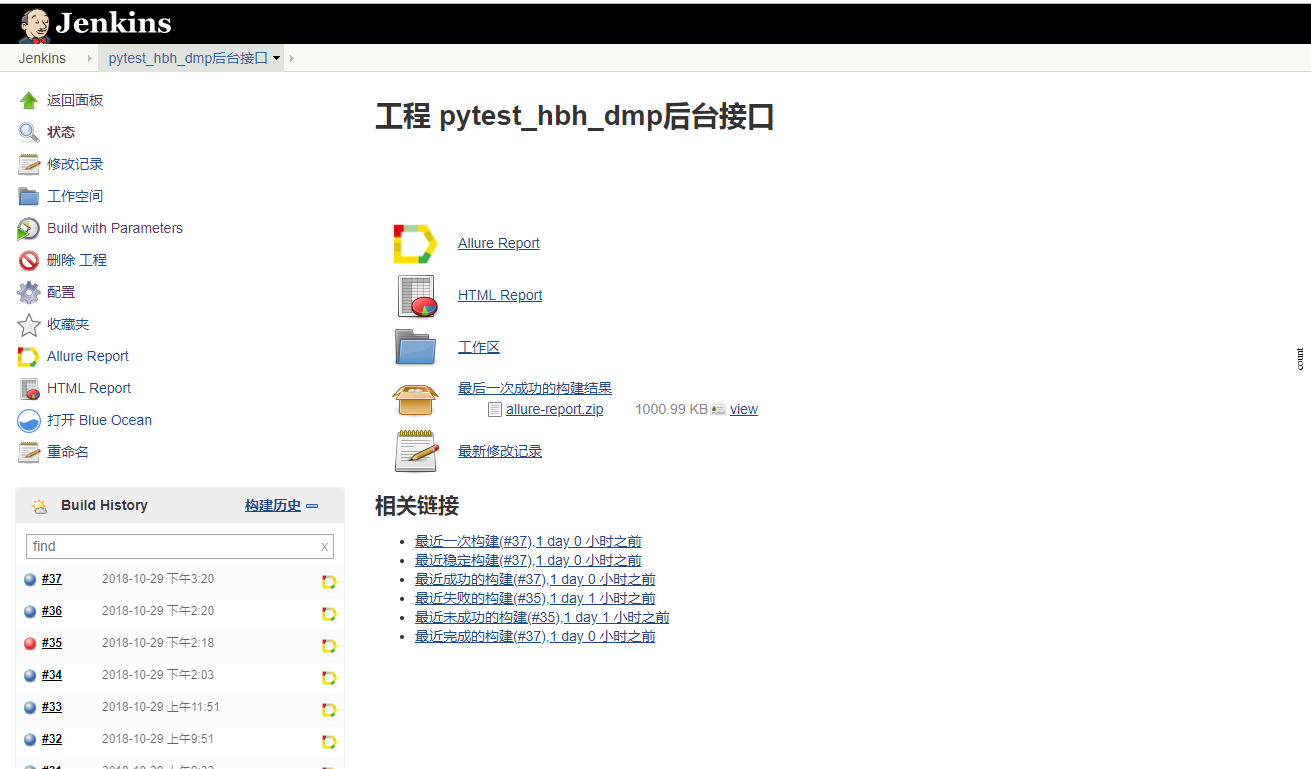 Jenkins
Jenkins pytest_hbh_dmp后台接口
返回面板
状态
修改记录
工作空间
Build with Parameters
删除 工程
配置
收藏夹
Allure Report
HTML Report
打开 Blue Ocean
重命名
Build History 构建历史
find x
#37 2018-10-29 下午3:20
#36 2018-10-29 下午2:20
#35 2018-10-29 下午2:18
#34 2018-10-29 下午2:03
#33 2018-10-29 上午11:51
#32 2018-10-29 上午9:51
工程 pytest_hbh_dmp后台接口
Allure Report
HTML Report
工作区
最后一次成功的构建结果
allure-report.zip 1000.99 KB view
最新修改记录
相关链接
最近一次构建(#37),1 day 0 小时之前
最近稳定构建(#37),1 day 0 小时之前
最近成功的构建(#37),1 day 0 小时之前
最近失败的构建(#35),1 day 1 小时之前
最近未成功的构建(#35),1 day 1 小时之前
最近完成的构建(#37),1 day 0 小时之前
count